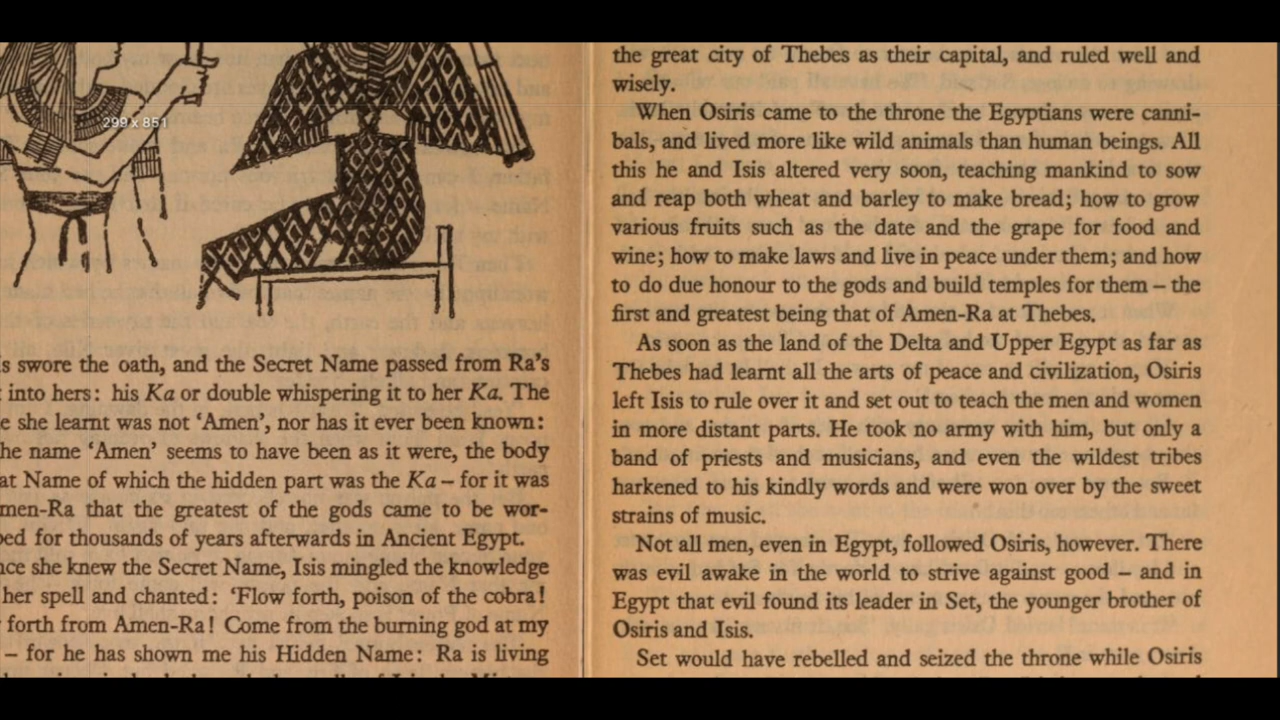 299 x 851
s swore the oath, and the Secret Name passed from Ra's
into hers: his Ka or double whispering it to her Ka. The
e she learnt was not 'Amen', nor has it ever been known:
he name 'Amen' seems to have been as it were, the body
at Name of which the hidden part was the Ka – for it was
men-Ra that the greatest of the gods came to be wor-
ped for thousands of years afterwards in Ancient Egypt.
nce she knew the Secret Name, Isis mingled the knowledge
her spell and chanted: 'Flow forth, poison of the cobra!
forth from Amen-Ra! Come from the burning god at my
– for he has shown me his Hidden Name: Ra is living
the great city of Thebes as their capital, and ruled well and
wisely.
When Osiris came to the throne the Egyptians were canni-
bals, and lived more like wild animals than human beings. All
this he and Isis altered very soon, teaching mankind to sow
and reap both wheat and barley to make bread; how to grow
various fruits such as the date and the grape for food and
wine; how to make laws and live in peace under them; and how
to do due honour to the gods and build temples for them – the
first and greatest being that of Amen-Ra at Thebes.
As soon as the land of the Delta and Upper Egypt as far as
Thebes had learnt all the arts of peace and civilization, Osiris
left Isis to rule over it and set out to teach the men and women
in more distant parts. He took no army with him, but only a
band of priests and musicians, and even the wildest tribes
harkened to his kindly words and were won over by the sweet
strains of music.
Not all men, even in Egypt, followed Osiris, however. There
was evil awake in the world to strive against good – and in
Egypt that evil found its leader in Set, the younger brother of
Osiris and Isis.
Set would have rebelled and seized the throne while Osiris